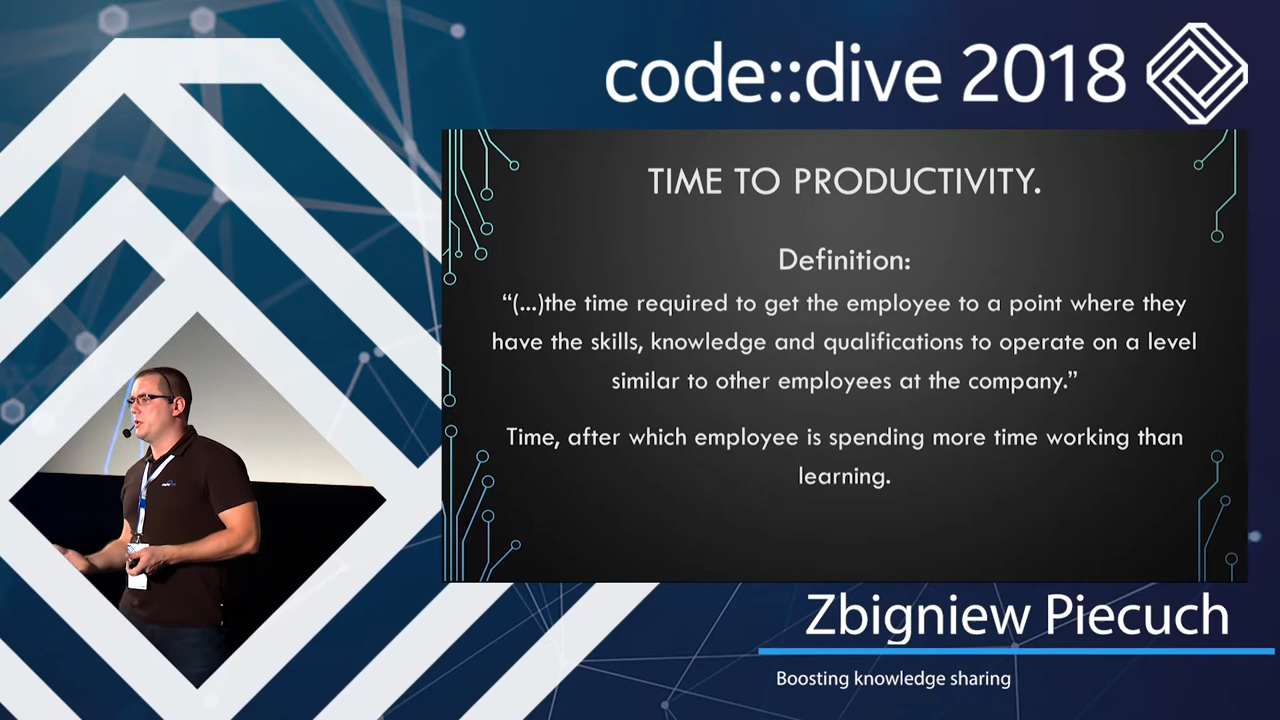 code::dive 2018
TIME TO PRODUCTIVITY.
Definition:
“(...)the time required to get the employee to a point where they
have the skills, knowledge and qualifications to operate on a level
similar to other employees at the company.”
Time, after which employee is spending more time working than
learning.
Zbigniew Piecuch
Boosting knowledge sharing